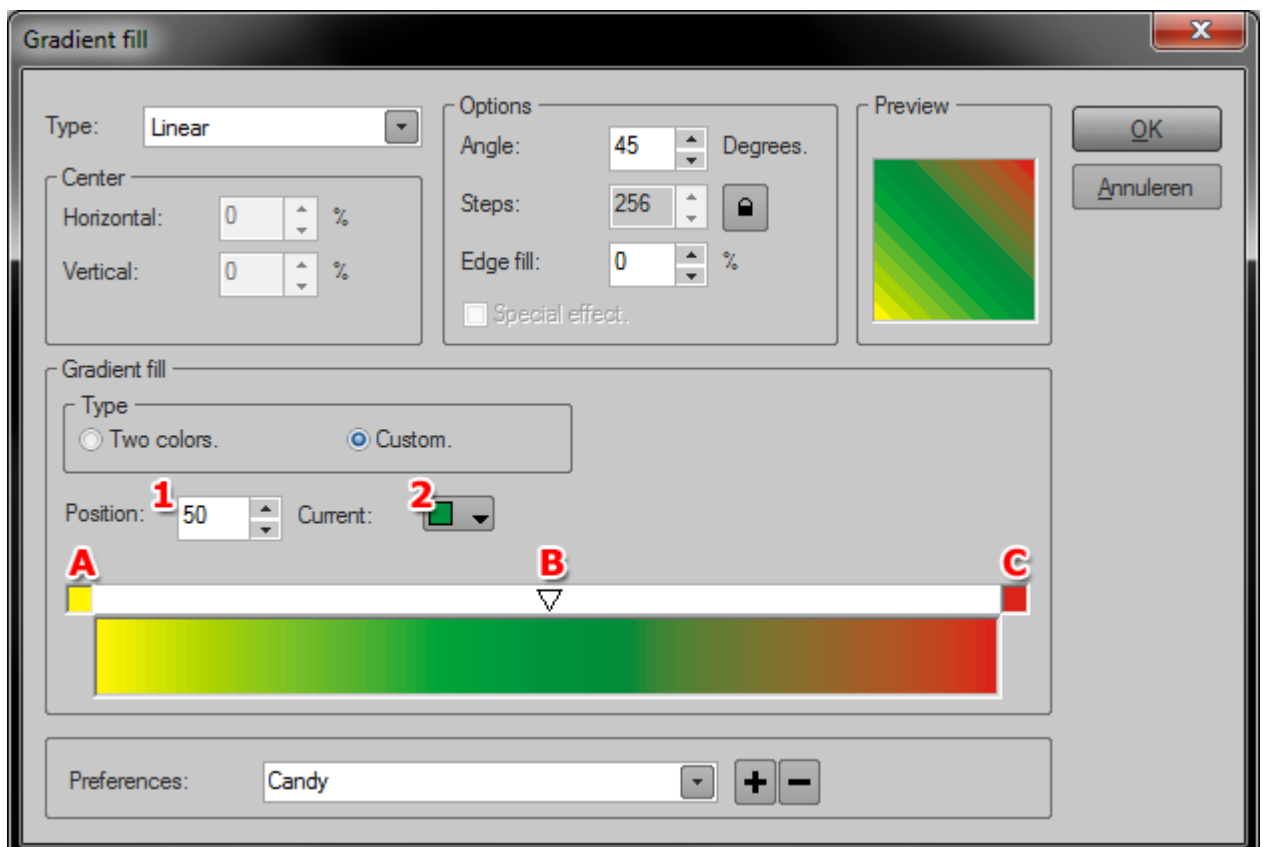 Gradient fill
Type: Linear
Center
Horizontal: 0 %
Vertical: 0 %
Options
Angle: 45 Degrees.
Steps: 256
Edge fill: 0 %
Special effect.
Preview
OK
Annuleren
Gradient fill
Type
Two colors. Custom.
Position: 1 50 Current: 2
A B C
Preferences: Candy